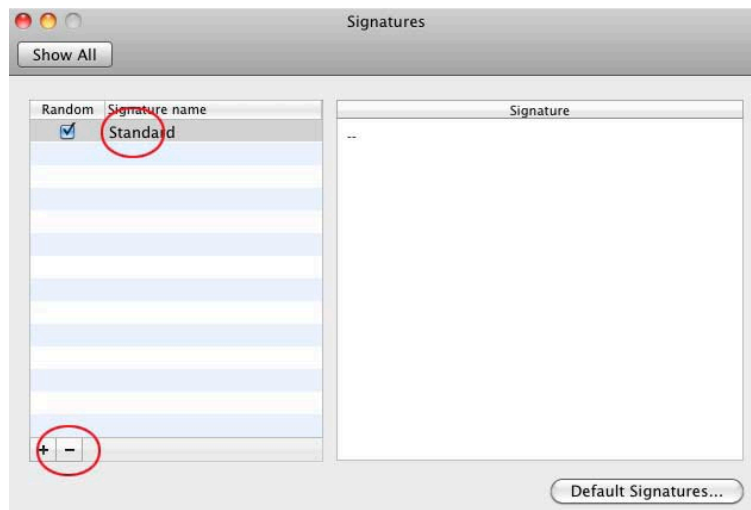 Signatures
Show All
Random Signature name
Signature
Standard
--
+ -
Default Signatures...